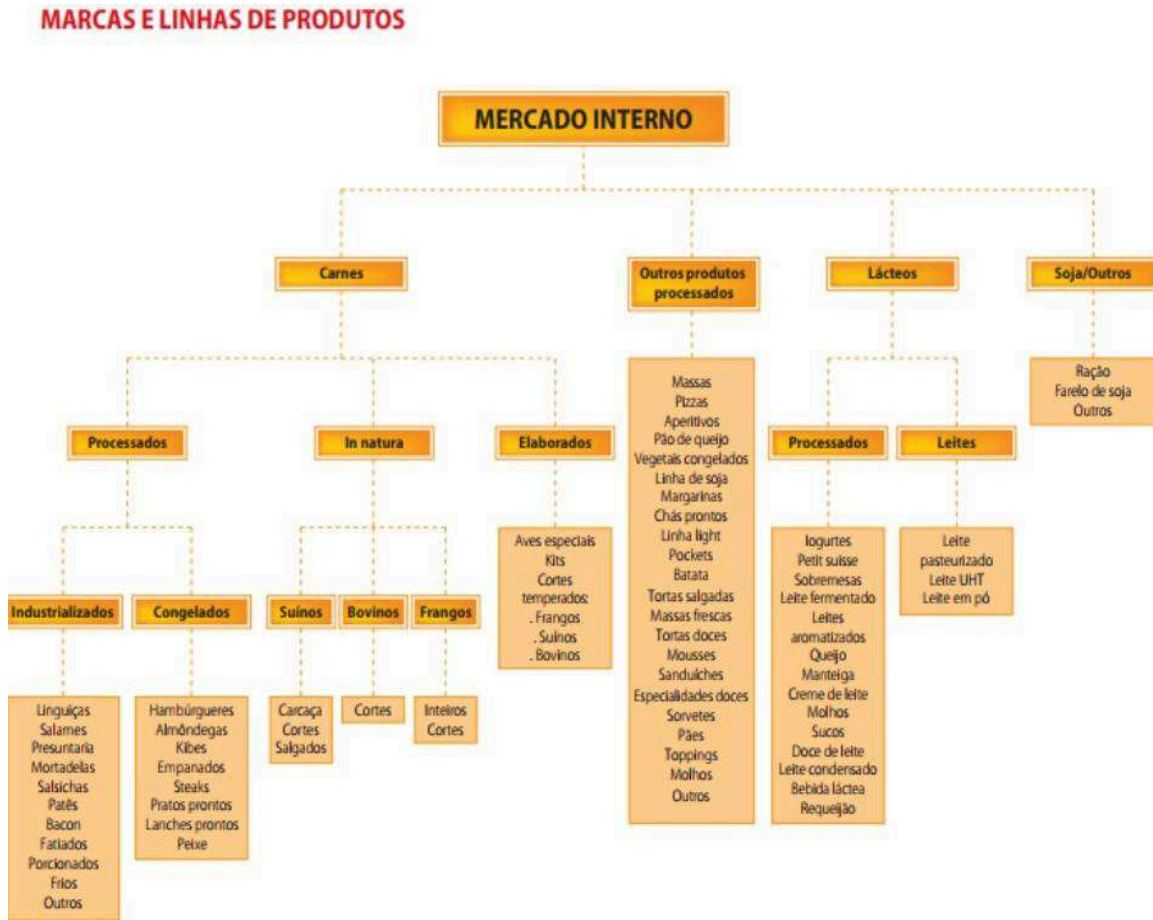 MARCAS E LINHAS DE PRODUTOS
MERCADO INTERNO
Carnes
Outros produtos
processados
Lácteos
Soja/Outros
Processados
In natura
Elaborados
Massas
Pizzas
Aperitivos
Pão de queijo
Vegetais congelados
Linha de soja
Margarinas
Chás prontos
Linha light
Pockets
Batata
Tortas salgadas
Massas frescas
Tortas doces
Mousses
Sanduíches
Especialidades doces
Sorvetes
Pães
Toppings
Molhos
Outros
Processados
Leites
Ração
Farelo de soja
Outros
Industrializados
Congelados
Suínos
Bovinos
Frangos
Aves especiais
Kits
Cortes
temperados:
. Frangos
. Suínos
. Bovinos
Iogurtes
Petit suisse
Sobremesas
Leite fermentado
Leites
aromatizados
Queijo
Manteiga
Creme de leite
Molhos
Sucos
Doce de leite
Leite condensado
Bebida láctea
Requeijão
Leite
pasteurizado
Leite UHT
Leite em pó
Linguiças
Salames
Presuntaria
Mortadelas
Salsichas
Patês
Bacon
Fatiados
Porcionados
Frios
Outros
Hambúrgueres
Almôndegas
Kibes
Empanados
Steaks
Pratos prontos
Lanches prontos
Peixe
Carcaça
Cortes
Salgados
Cortes
Inteiros
Cortes